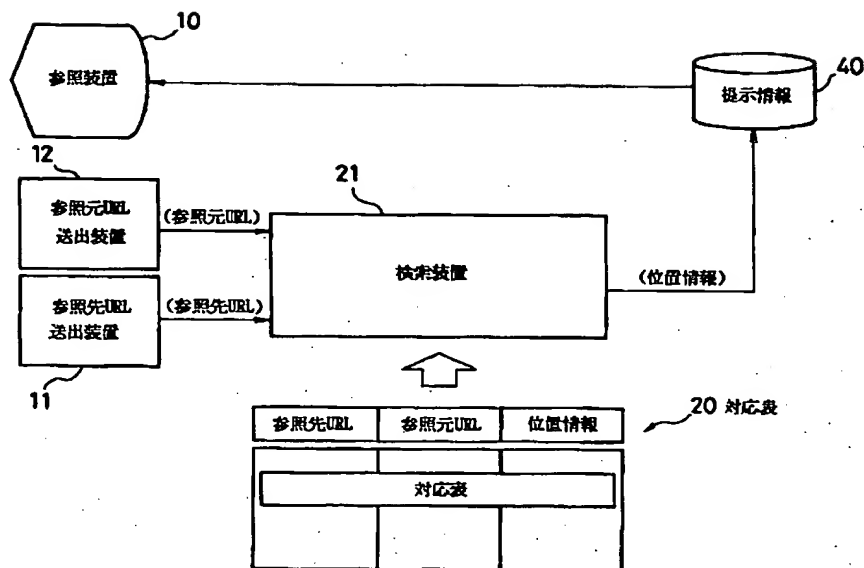 10
参照装置
40
提示情報
12
参照元URL
送出装置
(参照元URL)
21
検索装置
(位置情報)
参照先URL
送出装置
(参照先URL)
11
参照先URL 参照元URL 位置情報
20 対応表
対応表